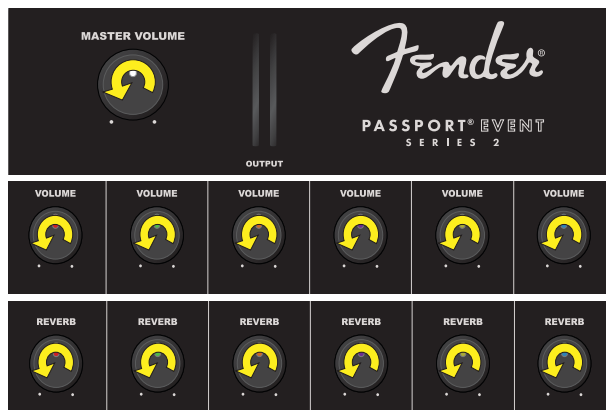 MASTER VOLUME
Fender®
PASSPORT® EVENT
SERIES 2
OUTPUT
VOLUME VOLUME VOLUME VOLUME VOLUME VOLUME
REVERB REVERB REVERB REVERB REVERB REVERB